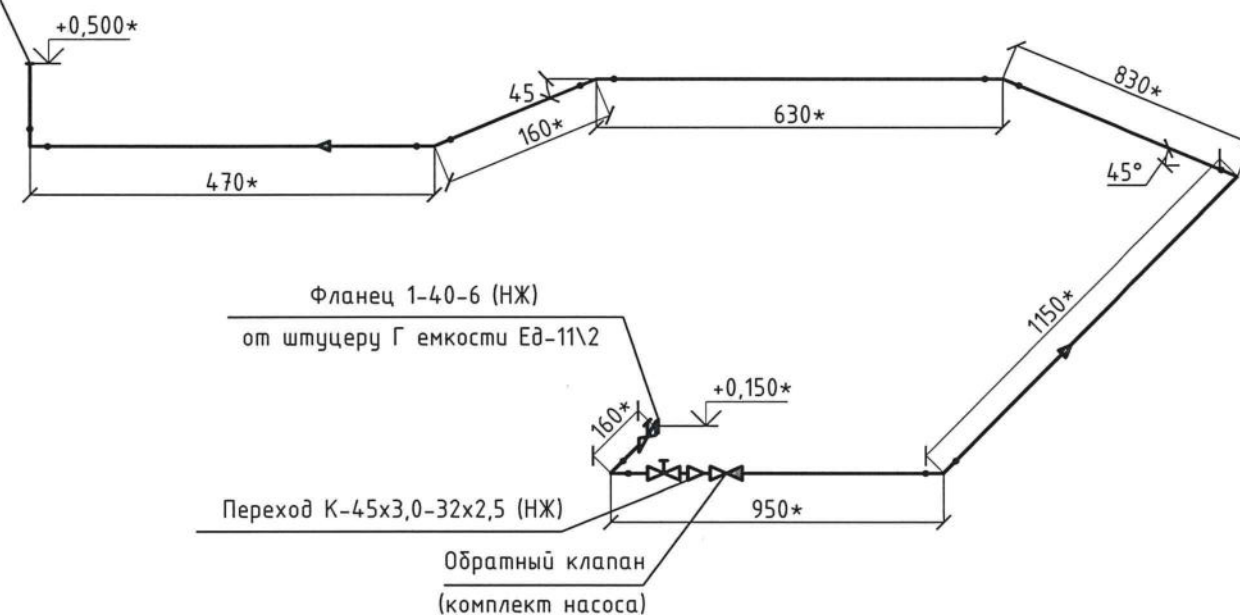 +0,500*
45
160*
630*
830*
470*
45°
Фланец 1-40-6 (НЖ)
от штуцеру Г емкости Ед-11\2
1150*
+0,150*
160*
Переход К-45х3,0-32х2,5 (НЖ)
950*
Обратный клапан
(комплект насоса)